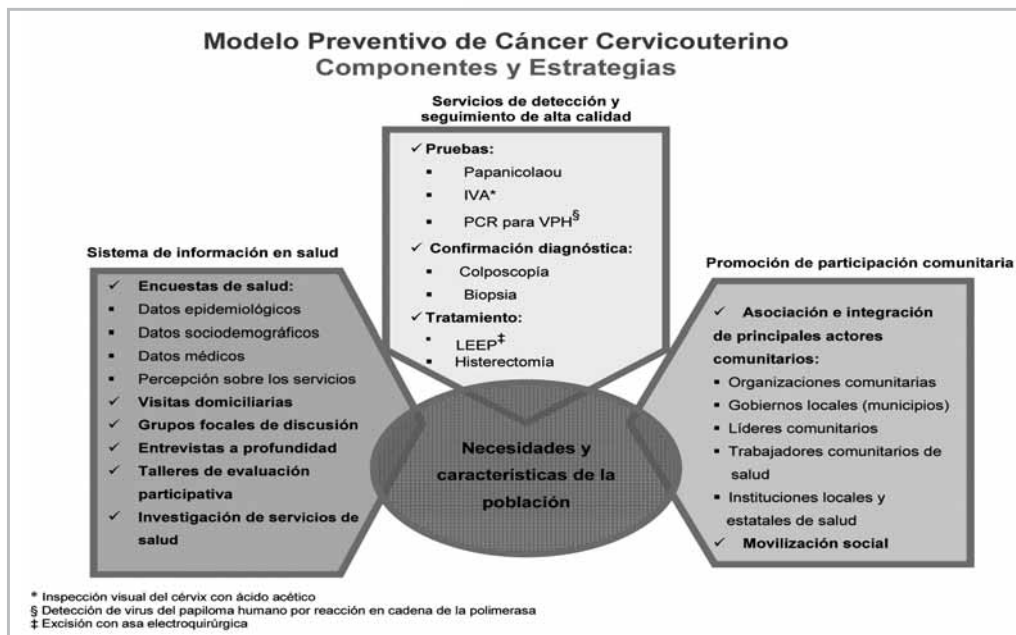 Modelo Preventivo de Cáncer Cervicouterino
Componentes y Estrategias
Servicios de detección y
seguimiento de alta calidad
✓ Pruebas:
▪ Papanicolaou
▪ IVA*
▪ PCR para VPH§
✓ Confirmación diagnóstica:
▪ Colposcopía
▪ Biopsia
✓ Tratamiento:
▪ LEEP‡
▪ Histerectomía
Sistema de información en salud
✓ Encuestas de salud:
▪ Datos epidemiológicos
▪ Datos sociodemográficos
▪ Datos médicos
▪ Percepción sobre los servicios
✓ Visitas domiciliarias
✓ Grupos focales de discusión
✓ Entrevistas a profundidad
✓ Talleres de evaluación
participativa
✓ Investigación de servicios de
salud
Necesidades y
características de la
población
Promoción de participación comunitaria
✓ Asociación e integración
de principales actores
comunitarios:
▪ Organizaciones comunitarias
▪ Gobiernos locales (municipios)
▪ Líderes comunitarios
▪ Trabajadores comunitarios de
salud
▪ Instituciones locales y
estatales de salud
✓ Movilización social
* Inspección visual del cérvix con ácido acético
§ Detección de virus del papiloma humano por reacción en cadena de la polimerasa
‡ Excisión con asa electroquirúrgica